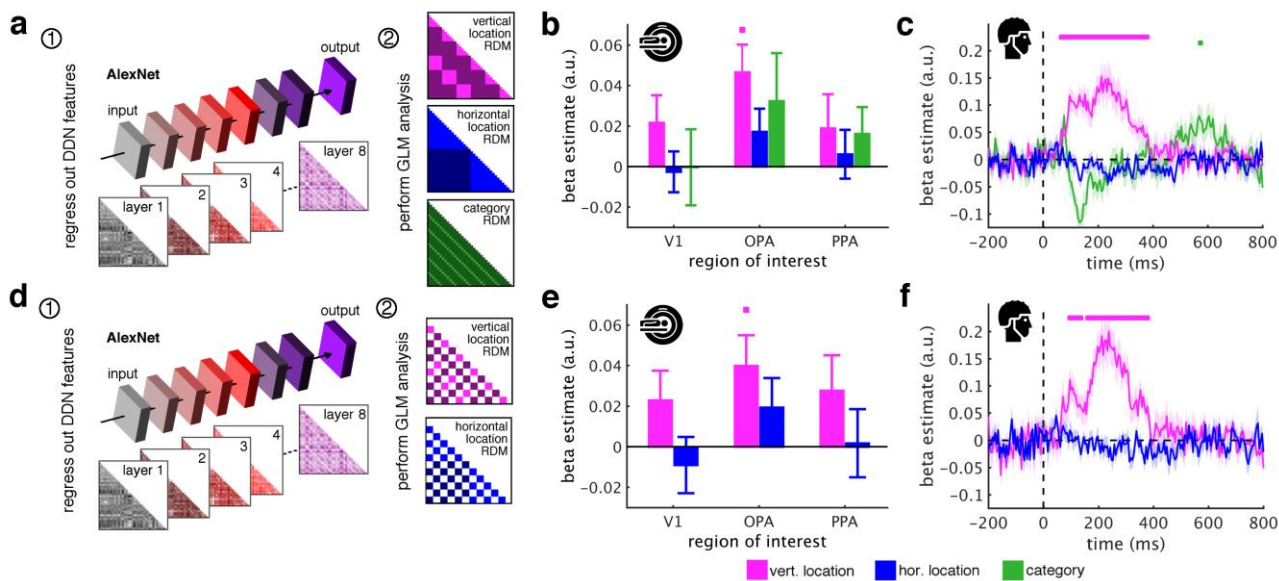 a
① regress out DDN features
AlexNet
input
output
layer 1
2
3
4
layer 8
② perform GLM analysis
vertical
location
RDM
horizontal
location
RDM
category
RDM
b
beta estimate (a.u.)
0.06
0.04
0.02
0
-0.02
V1 OPA PPA
region of interest
c
beta estimate (a.u.)
0.2
0.15
0.1
0.05
0
-0.05
-0.1
-200 0 200 400 600 800
time (ms)
d
① regress out DDN features
AlexNet
input
output
layer 1
2
3
4
layer 8
② perform GLM analysis
vertical
location
RDM
horizontal
location
RDM
e
beta estimate (a.u.)
0.06
0.04
0.02
0
-0.02
V1 OPA PPA
region of interest
f
beta estimate (a.u.)
0.2
0.15
0.1
0.05
0
-0.05
-0.1
-200 0 200 400 600 800
time (ms)
vert. location hor. location category